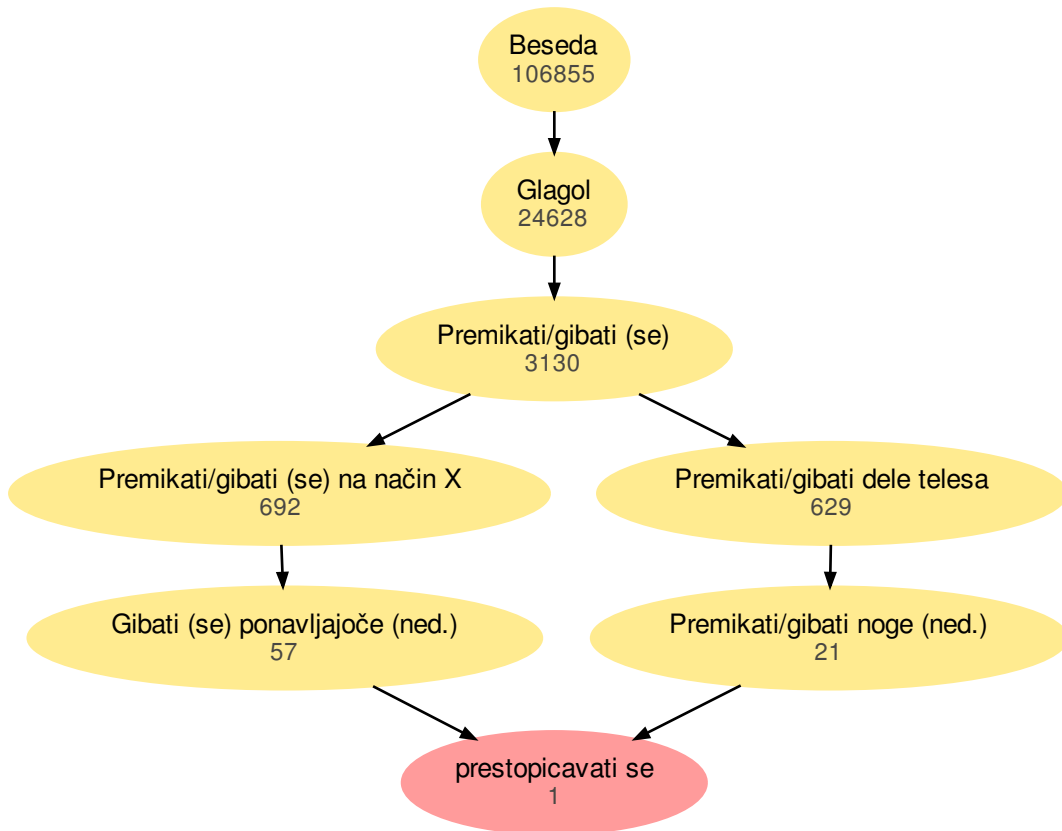 Beseda
106855
Glagol
24628
Premikati/gibati (se)
3130
Premikati/gibati (se) na način X
692
Premikati/gibati dele telesa
629
Gibati (se) ponavljajoče (ned.)
57
Premikati/gibati noge (ned.)
21
prestopicavati se
1